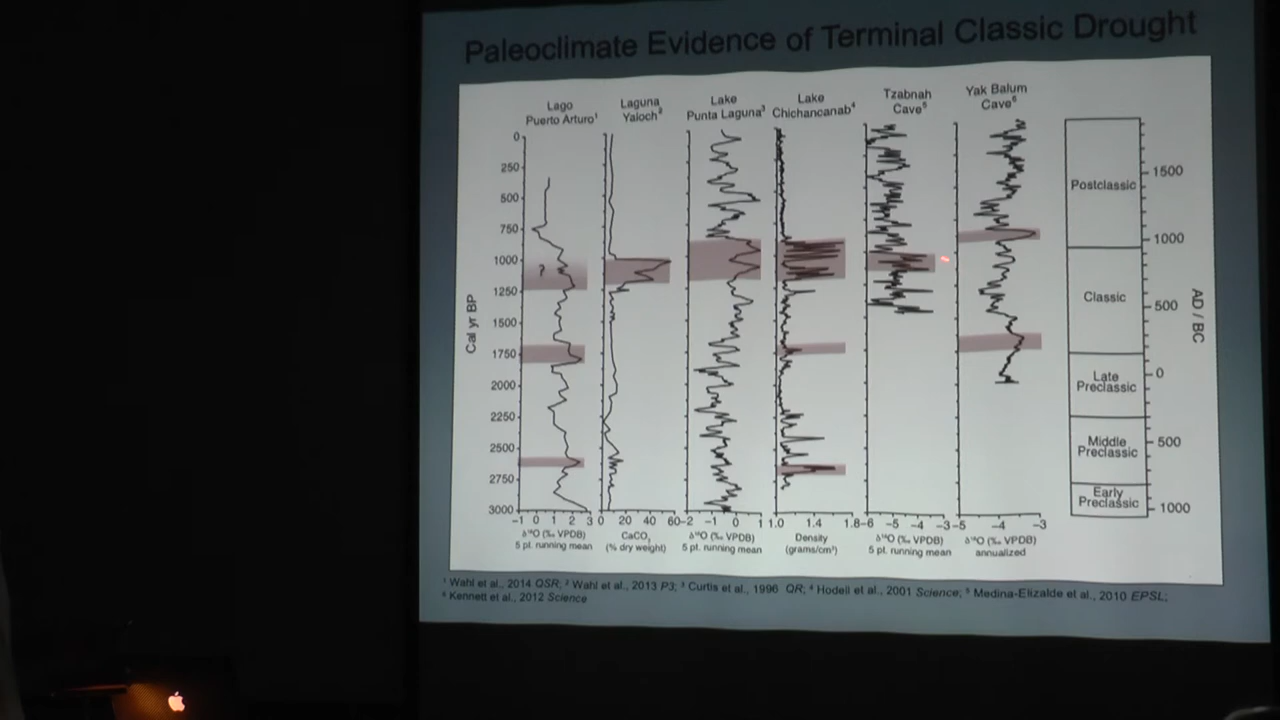 Paleoclimate Evidence of Terminal Classic Drought
Lago
Puerto Arturo¹
Laguna
Yaloch²
Lake
Punta Laguna³
Lake
Chichancanab⁴
Tzabnah
Cave⁵
Yak Balum
Cave⁶
Cal yr BP
0
250
500
750
1000
1250
1500
1750
2000
2250
2500
2750
3000
?
-1 0 1 2 3
δ¹⁸O (‰ VPDB)
5 pt. running mean
0 20 40 60
CaCO₃
(% dry weight)
-2 -1 0 1
δ¹⁸O (‰ VPDB)
5 pt. running mean
1.0 1.4 1.8
Density
(grams/cm³)
-6 -5 -4 -3
δ¹⁸O (‰ VPDB)
5 pt. running mean
-5 -4 -3
δ¹⁸O (‰ VPDB)
annualized
Postclassic
Classic
Late
Preclassic
Middle
Preclassic
Early
Preclassic
1500
1000
500
0
500
1000
AD / BC
¹ Wahl et al., 2014 QSR; ² Wahl et al., 2013 P3; ³ Curtis et al., 1996 QR; ⁴ Hodell et al., 2001 Science; ⁵ Medina-Elizalde et al., 2010 EPSL;
⁶ Kennett et al., 2012 Science